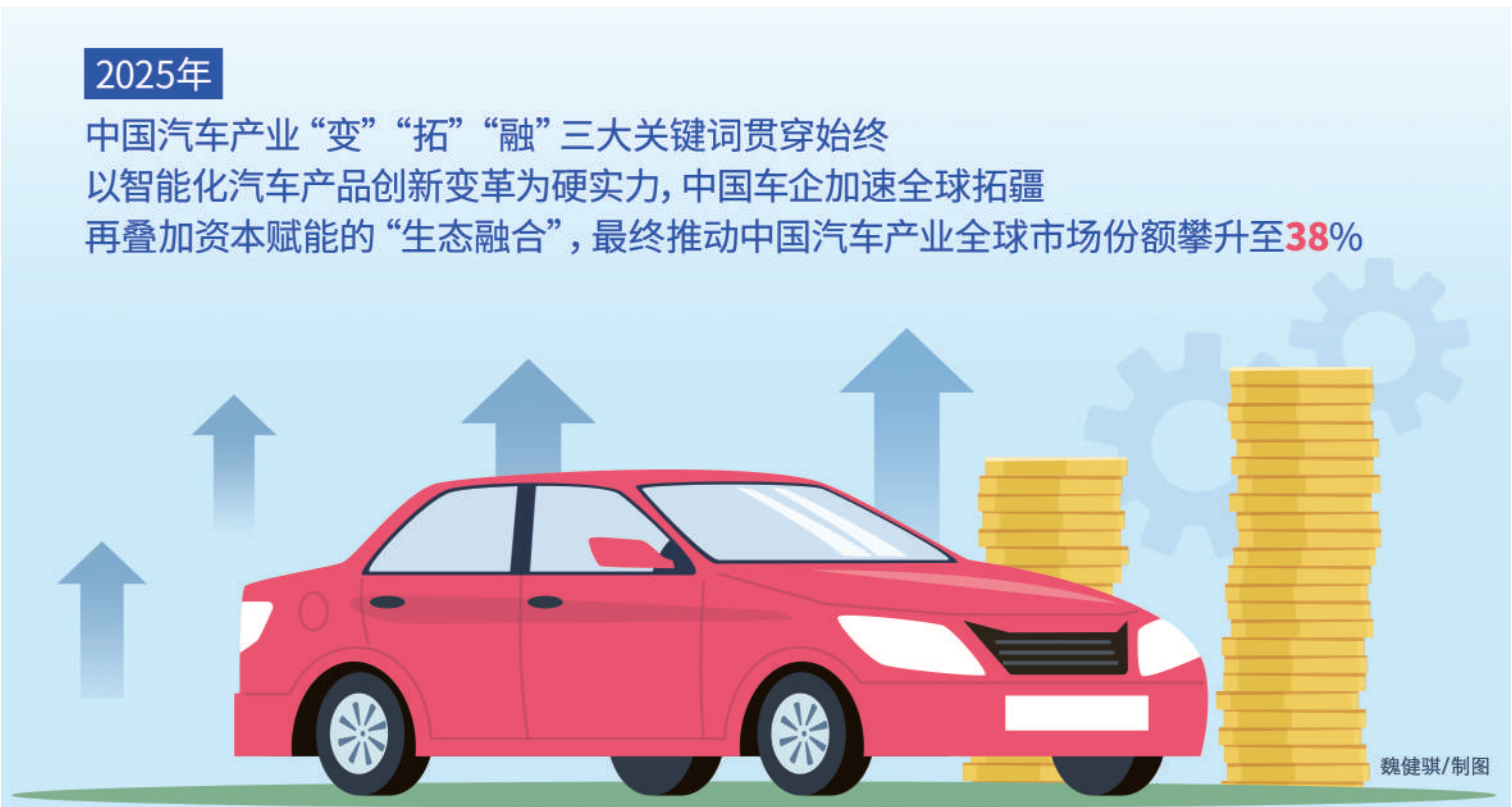 2025年
中国汽车产业“变”“拓”“融”三大关键词贯穿始终
以智能化汽车产品创新变革为硬实力，中国车企加速全球拓疆
再叠加资本赋能的“生态融合”，最终推动中国汽车产业全球市场份额攀升至38%
魏健骐/制图